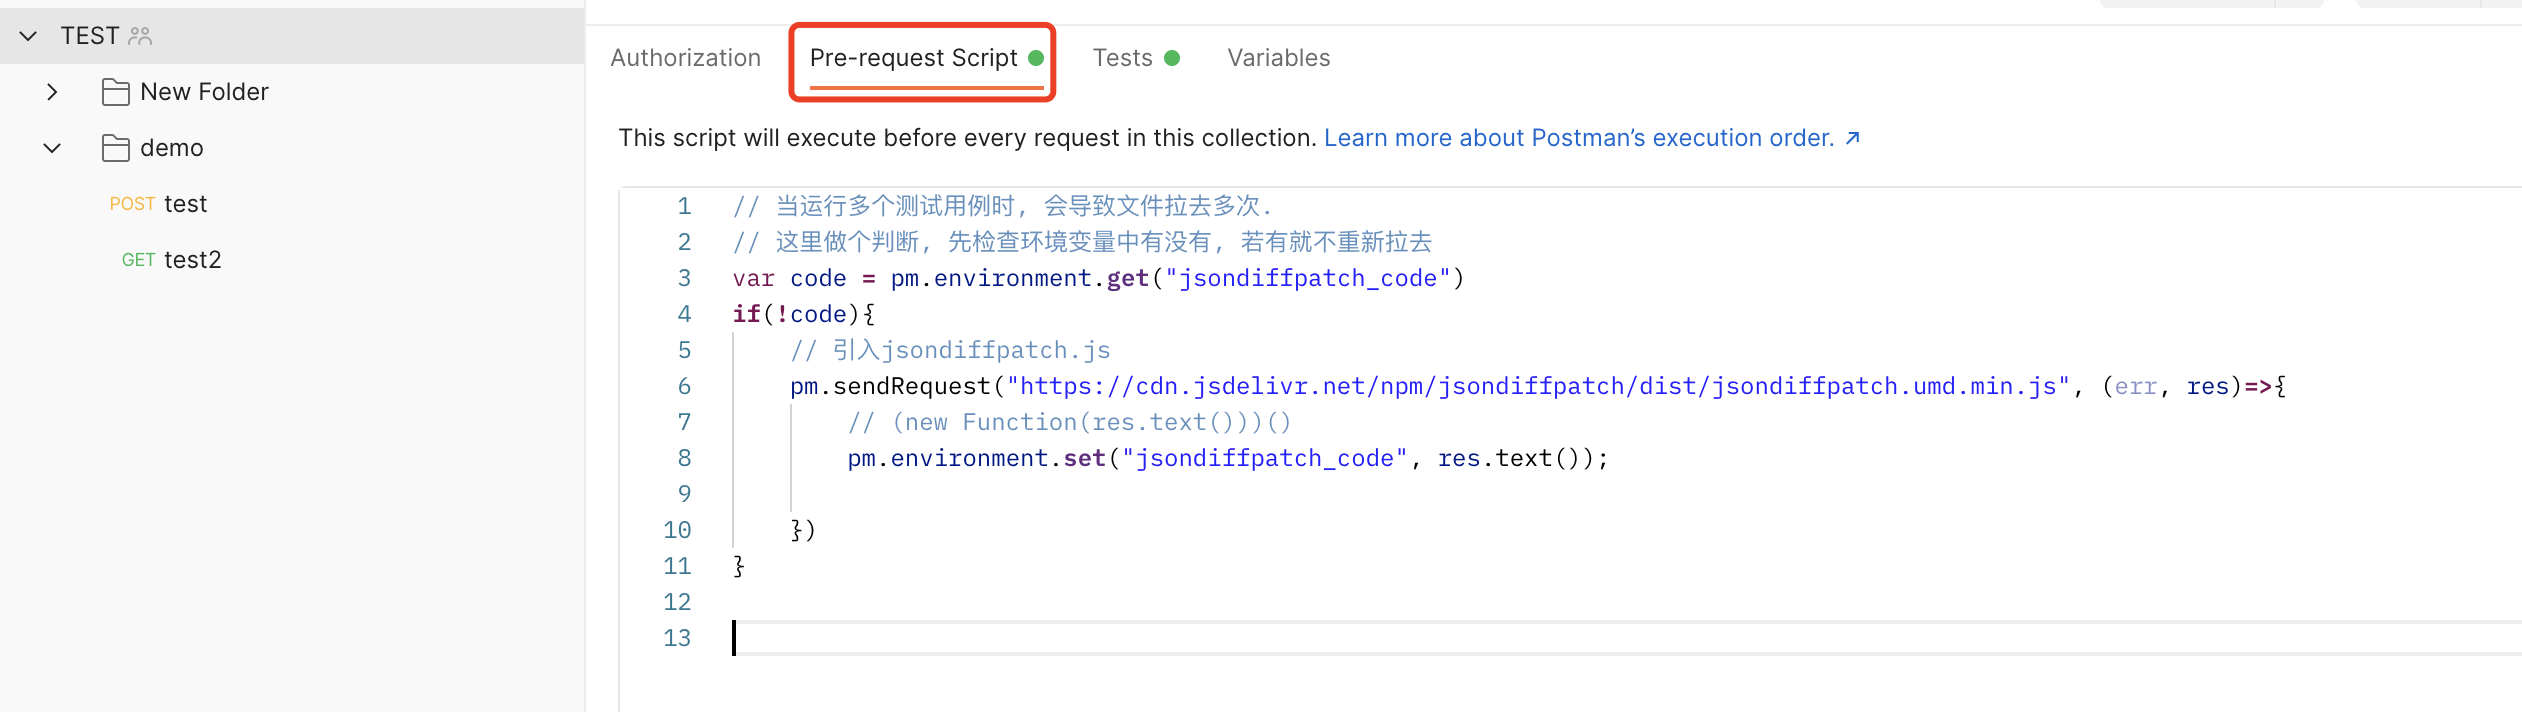 TEST
New Folder
demo
POST test
GET test2
Authorization Pre-request Script Tests Variables
This script will execute before every request in this collection. Learn more about Postman’s execution order. ↗
1 // 当运行多个测试用例时, 会导致文件拉去多次.
2 // 这里做个判断, 先检查环境变量中有没有, 若有就不重新拉去
3 var code = pm.environment.get("jsondiffpatch_code")
4 if(!code){
5 // 引入jsondiffpatch.js
6 pm.sendRequest("https://cdn.jsdelivr.net/npm/jsondiffpatch/dist/jsondiffpatch.umd.min.js", (err, res)=>{
7 // (new Function(res.text()))()
8 pm.environment.set("jsondiffpatch_code", res.text());
9
10 })
11 }
12
13